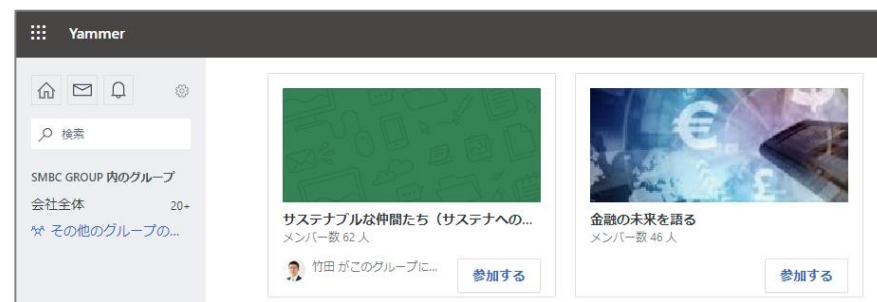 Yammer
検索
SMBC GROUP 内のグループ
会社全体 20+
その他のグループの...
サステナブルな仲間たち（サステナへの...
メンバー数 62 人
竹田 がこのグループに...
参加する
金融の未来を語る
メンバー数 46 人
参加する